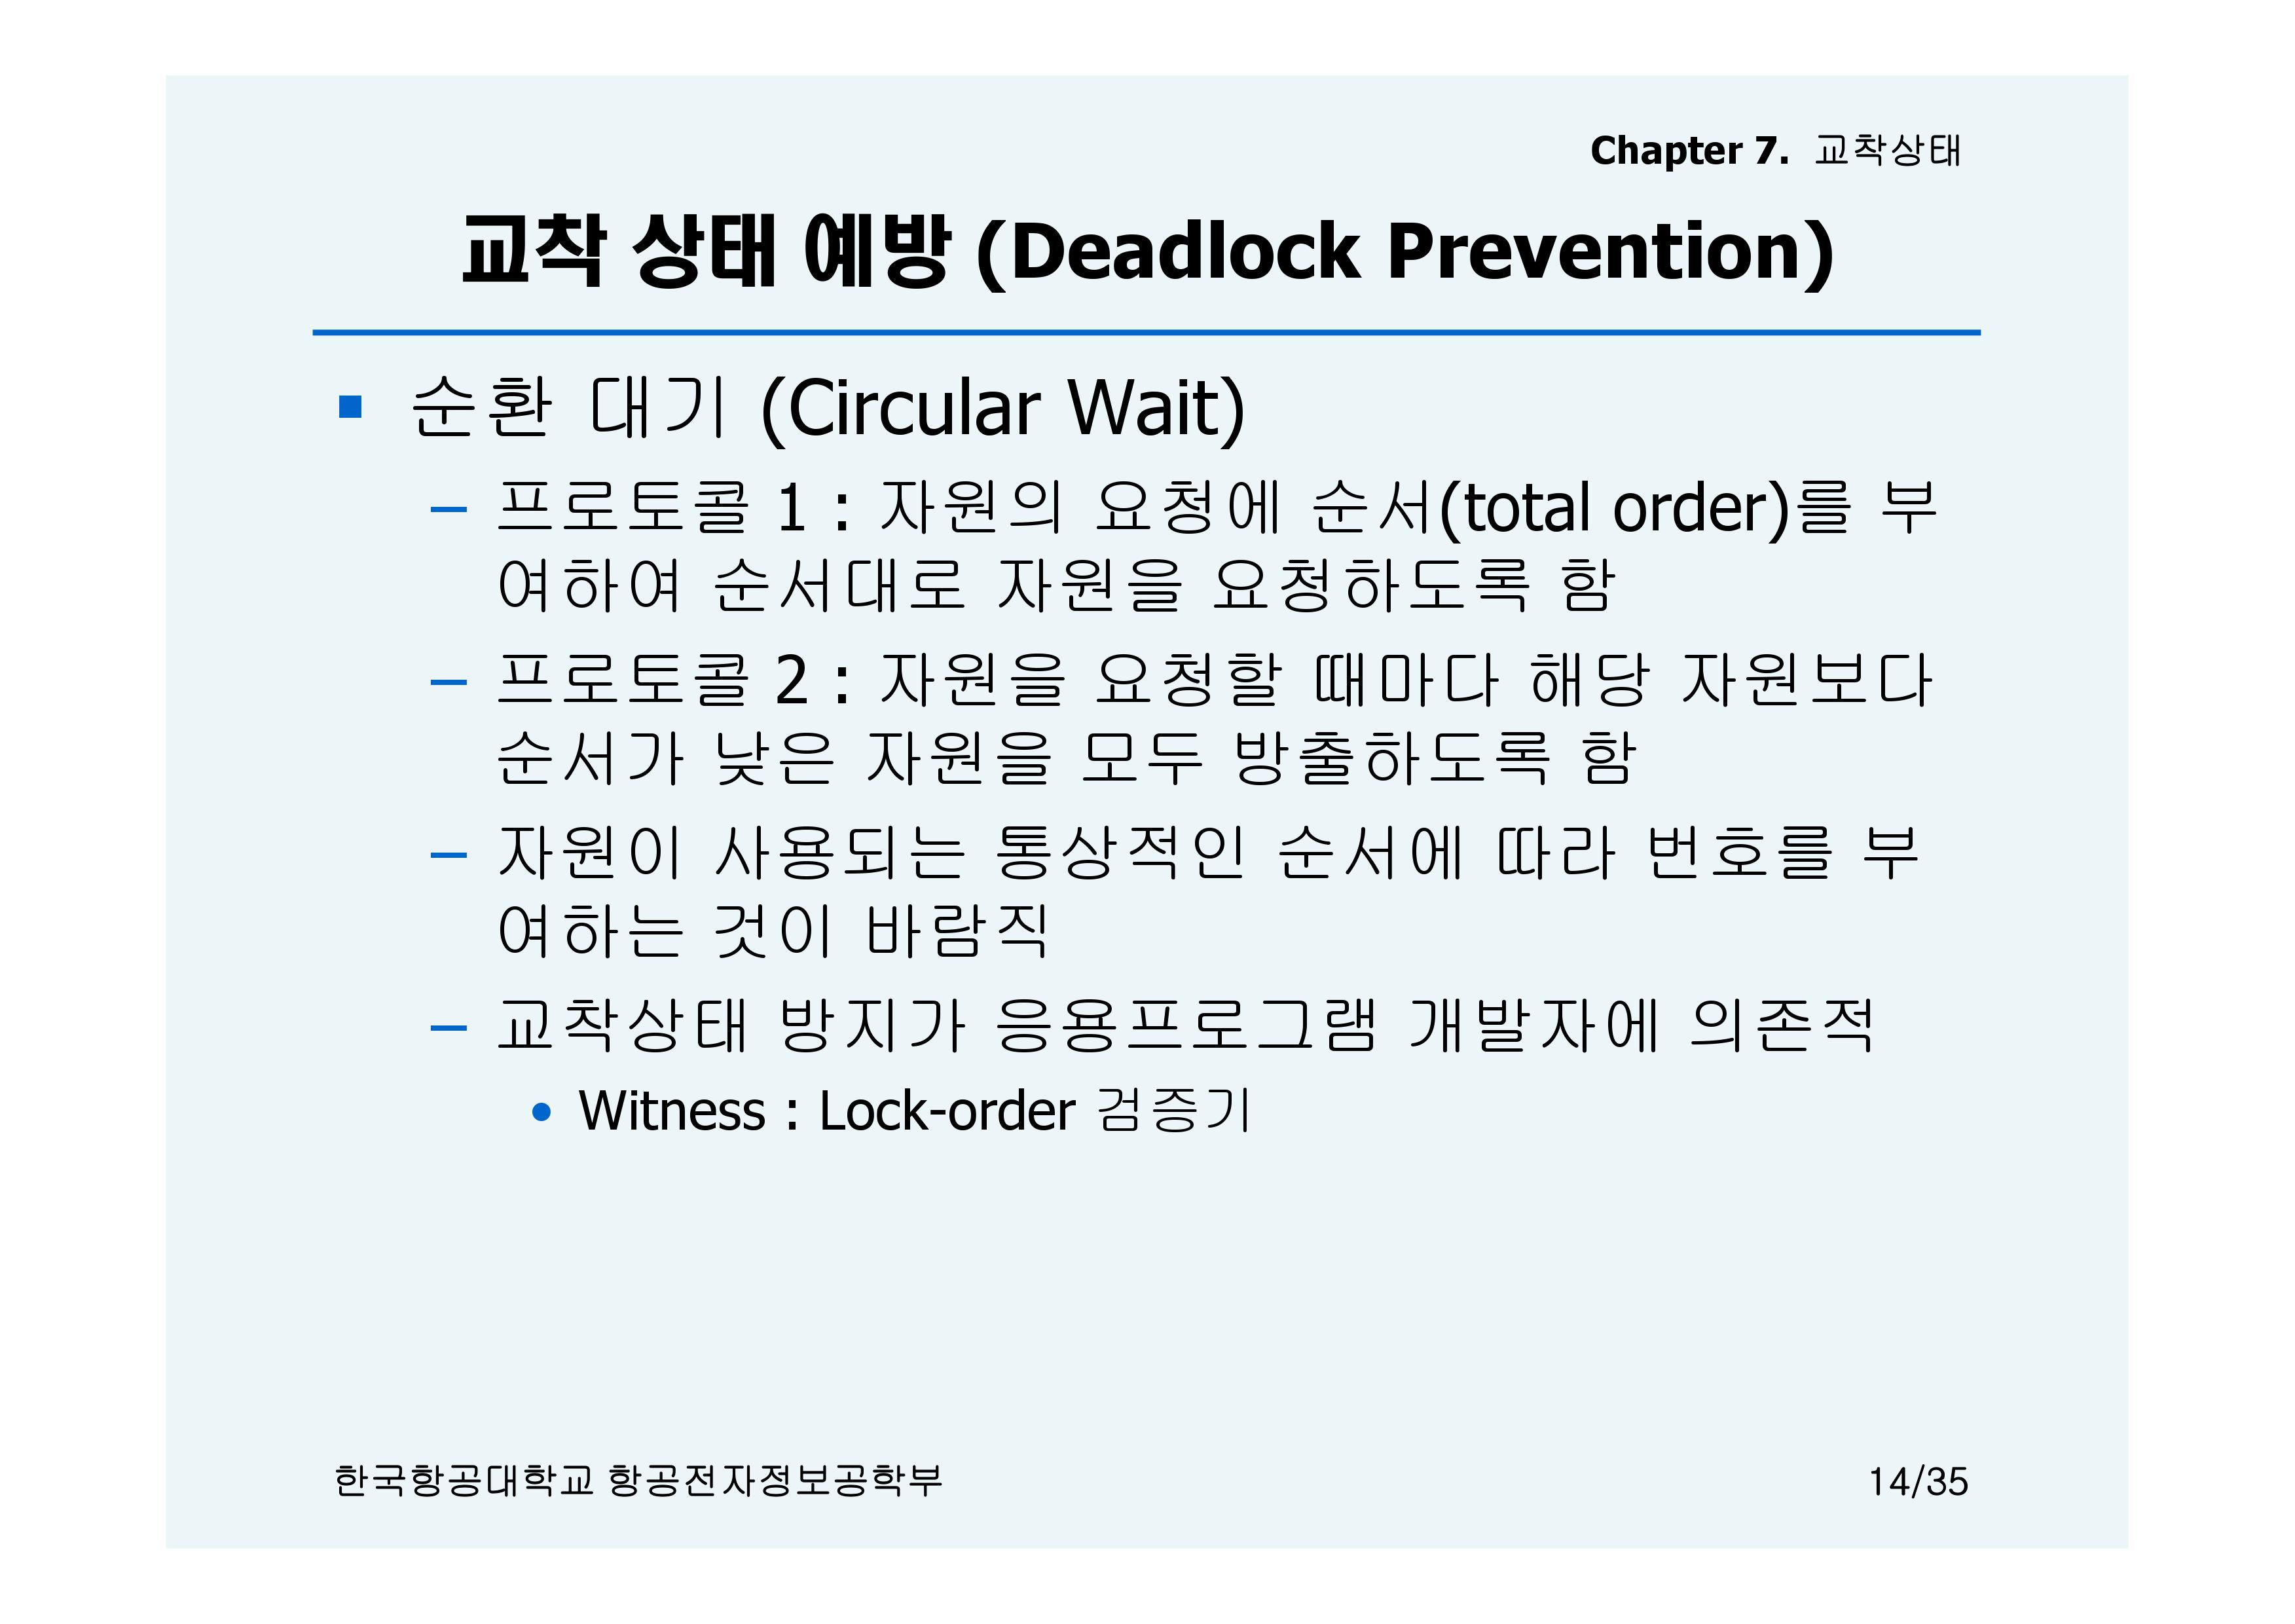 Chapter 7. 교착상태
교착 상태 예방 (Deadlock Prevention)
순환 대기 (Circular Wait)
– 프로토콜 1 : 자원의 요청에 순서(total order)를 부
여하여 순서대로 자원을 요청하도록 함
– 프로토콜 2 : 자원을 요청할 때마다 해당 자원보다
순서가 낮은 자원을 모두 방출하도록 함
– 자원이 사용되는 통상적인 순서에 따라 번호를 부
여하는 것이 바람직
– 교착상태 방지가 응용프로그램 개발자에 의존적
• Witness : Lock-order 검증기
한국항공대학교 항공전자정보공학부
14/35